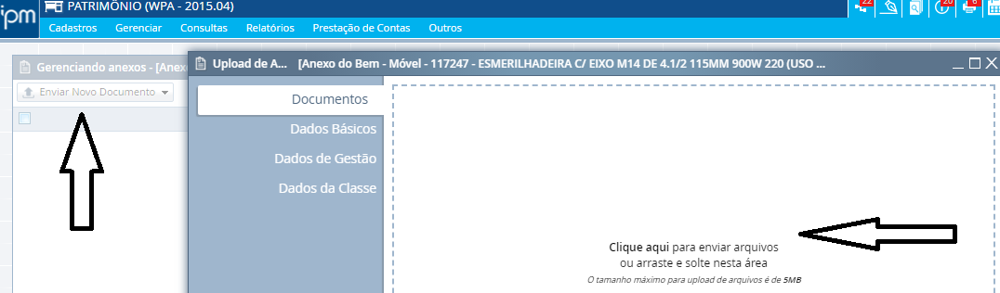 ipm
PATRIMÔNIO (WPA - 2015.04)
22
20
6
Cadastros Gerenciar Consultas Relatórios Prestação de Contas Outros
Gerenciando anexos - [Anexo
Enviar Novo Documento
Upload de A... [Anexo do Bem - Móvel - 117247 - ESMERILHADEIRA C/ EIXO M14 DE 4.1/2 115MM 900W 220 (USO ...
Documentos
Dados Básicos
Dados de Gestão
Dados da Classe
Clique aqui para enviar arquivos
ou arraste e solte nesta área
O tamanho máximo para upload de arquivos é de 5MB